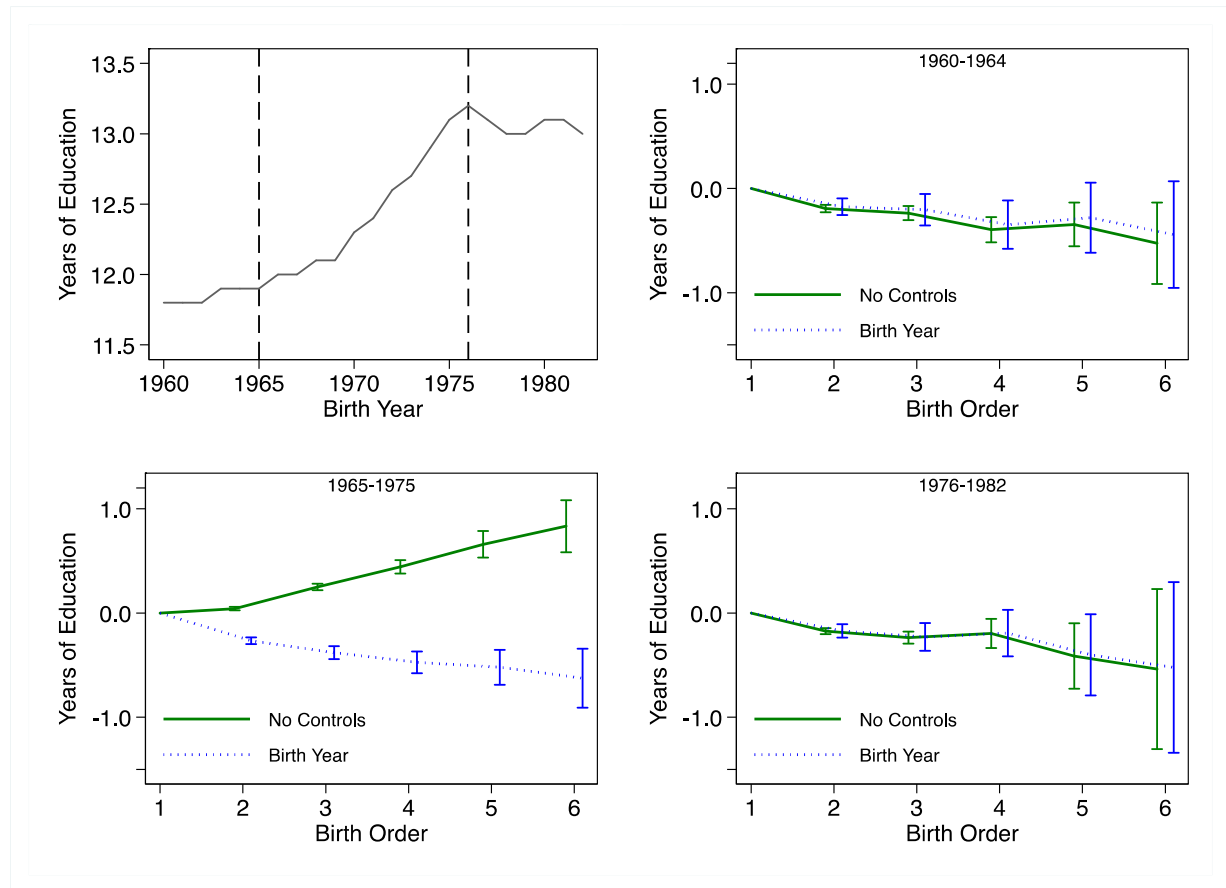 Years of Education
13.5
13.0
12.5
12.0
11.5
1960 1965 1970 1975 1980
Birth Year
1960-1964
Years of Education
1.0
0.0
-1.0
No Controls
Birth Year
1 2 3 4 5 6
Birth Order
1965-1975
Years of Education
1.0
0.0
-1.0
No Controls
Birth Year
1 2 3 4 5 6
Birth Order
1976-1982
Years of Education
1.0
0.0
-1.0
No Controls
Birth Year
1 2 3 4 5 6
Birth Order